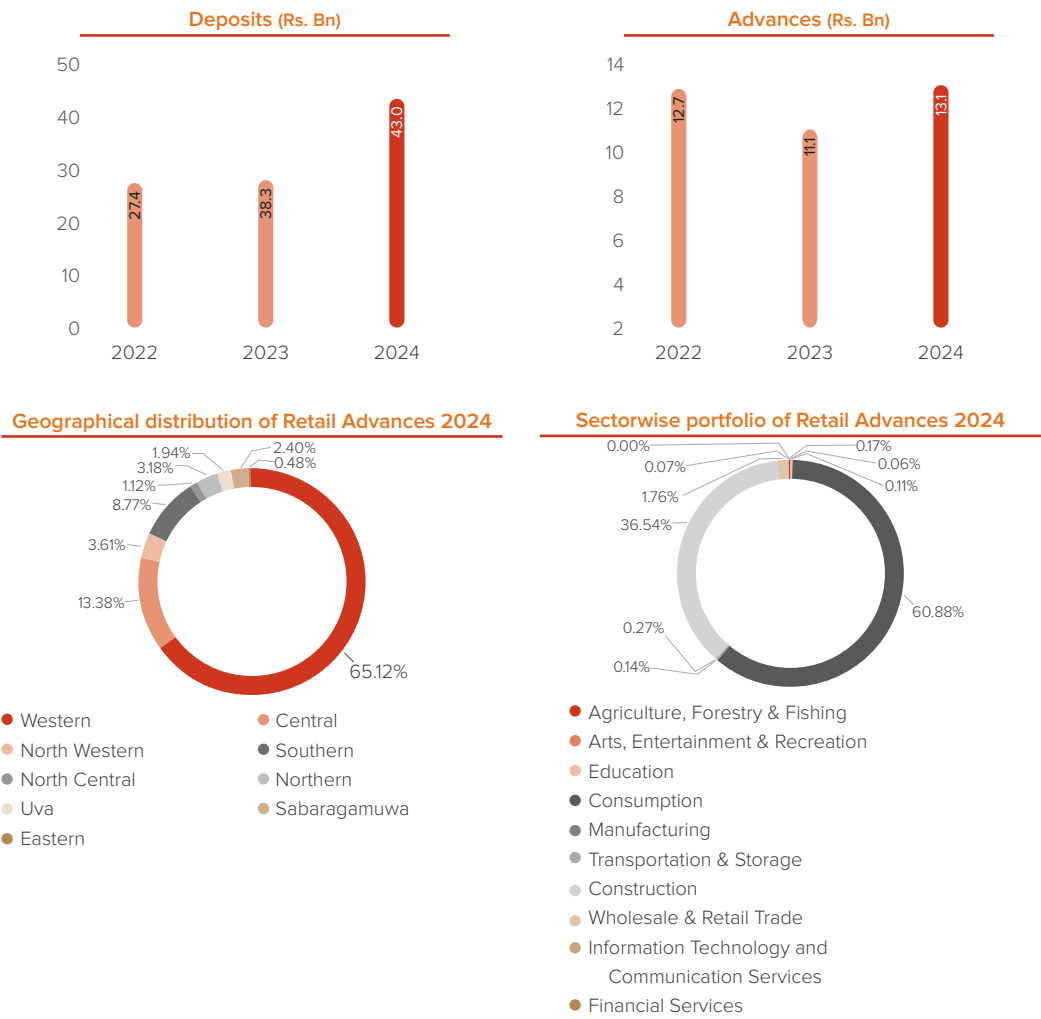 Deposits (Rs. Bn)
50
40
30
20
10
0
27.4
38.3
43.0
2022
2023
2024
Advances (Rs. Bn)
14
12
10
8
6
4
2
12.7
11.1
13.1
2022
2023
2024
Geographical distribution of Retail Advances 2024
1.94%
2.40%
3.18%
0.48%
1.12%
8.77%
3.61%
13.38%
65.12%
Western
Central
North Western
Southern
North Central
Northern
Uva
Sabaragamuwa
Eastern
Sectorwise portfolio of Retail Advances 2024
0.00%
0.17%
0.07%
0.06%
1.76%
0.11%
36.54%
60.88%
0.27%
0.14%
Agriculture, Forestry & Fishing
Arts, Entertainment & Recreation
Education
Consumption
Manufacturing
Transportation & Storage
Construction
Wholesale & Retail Trade
Information Technology and
Communication Services
Financial Services